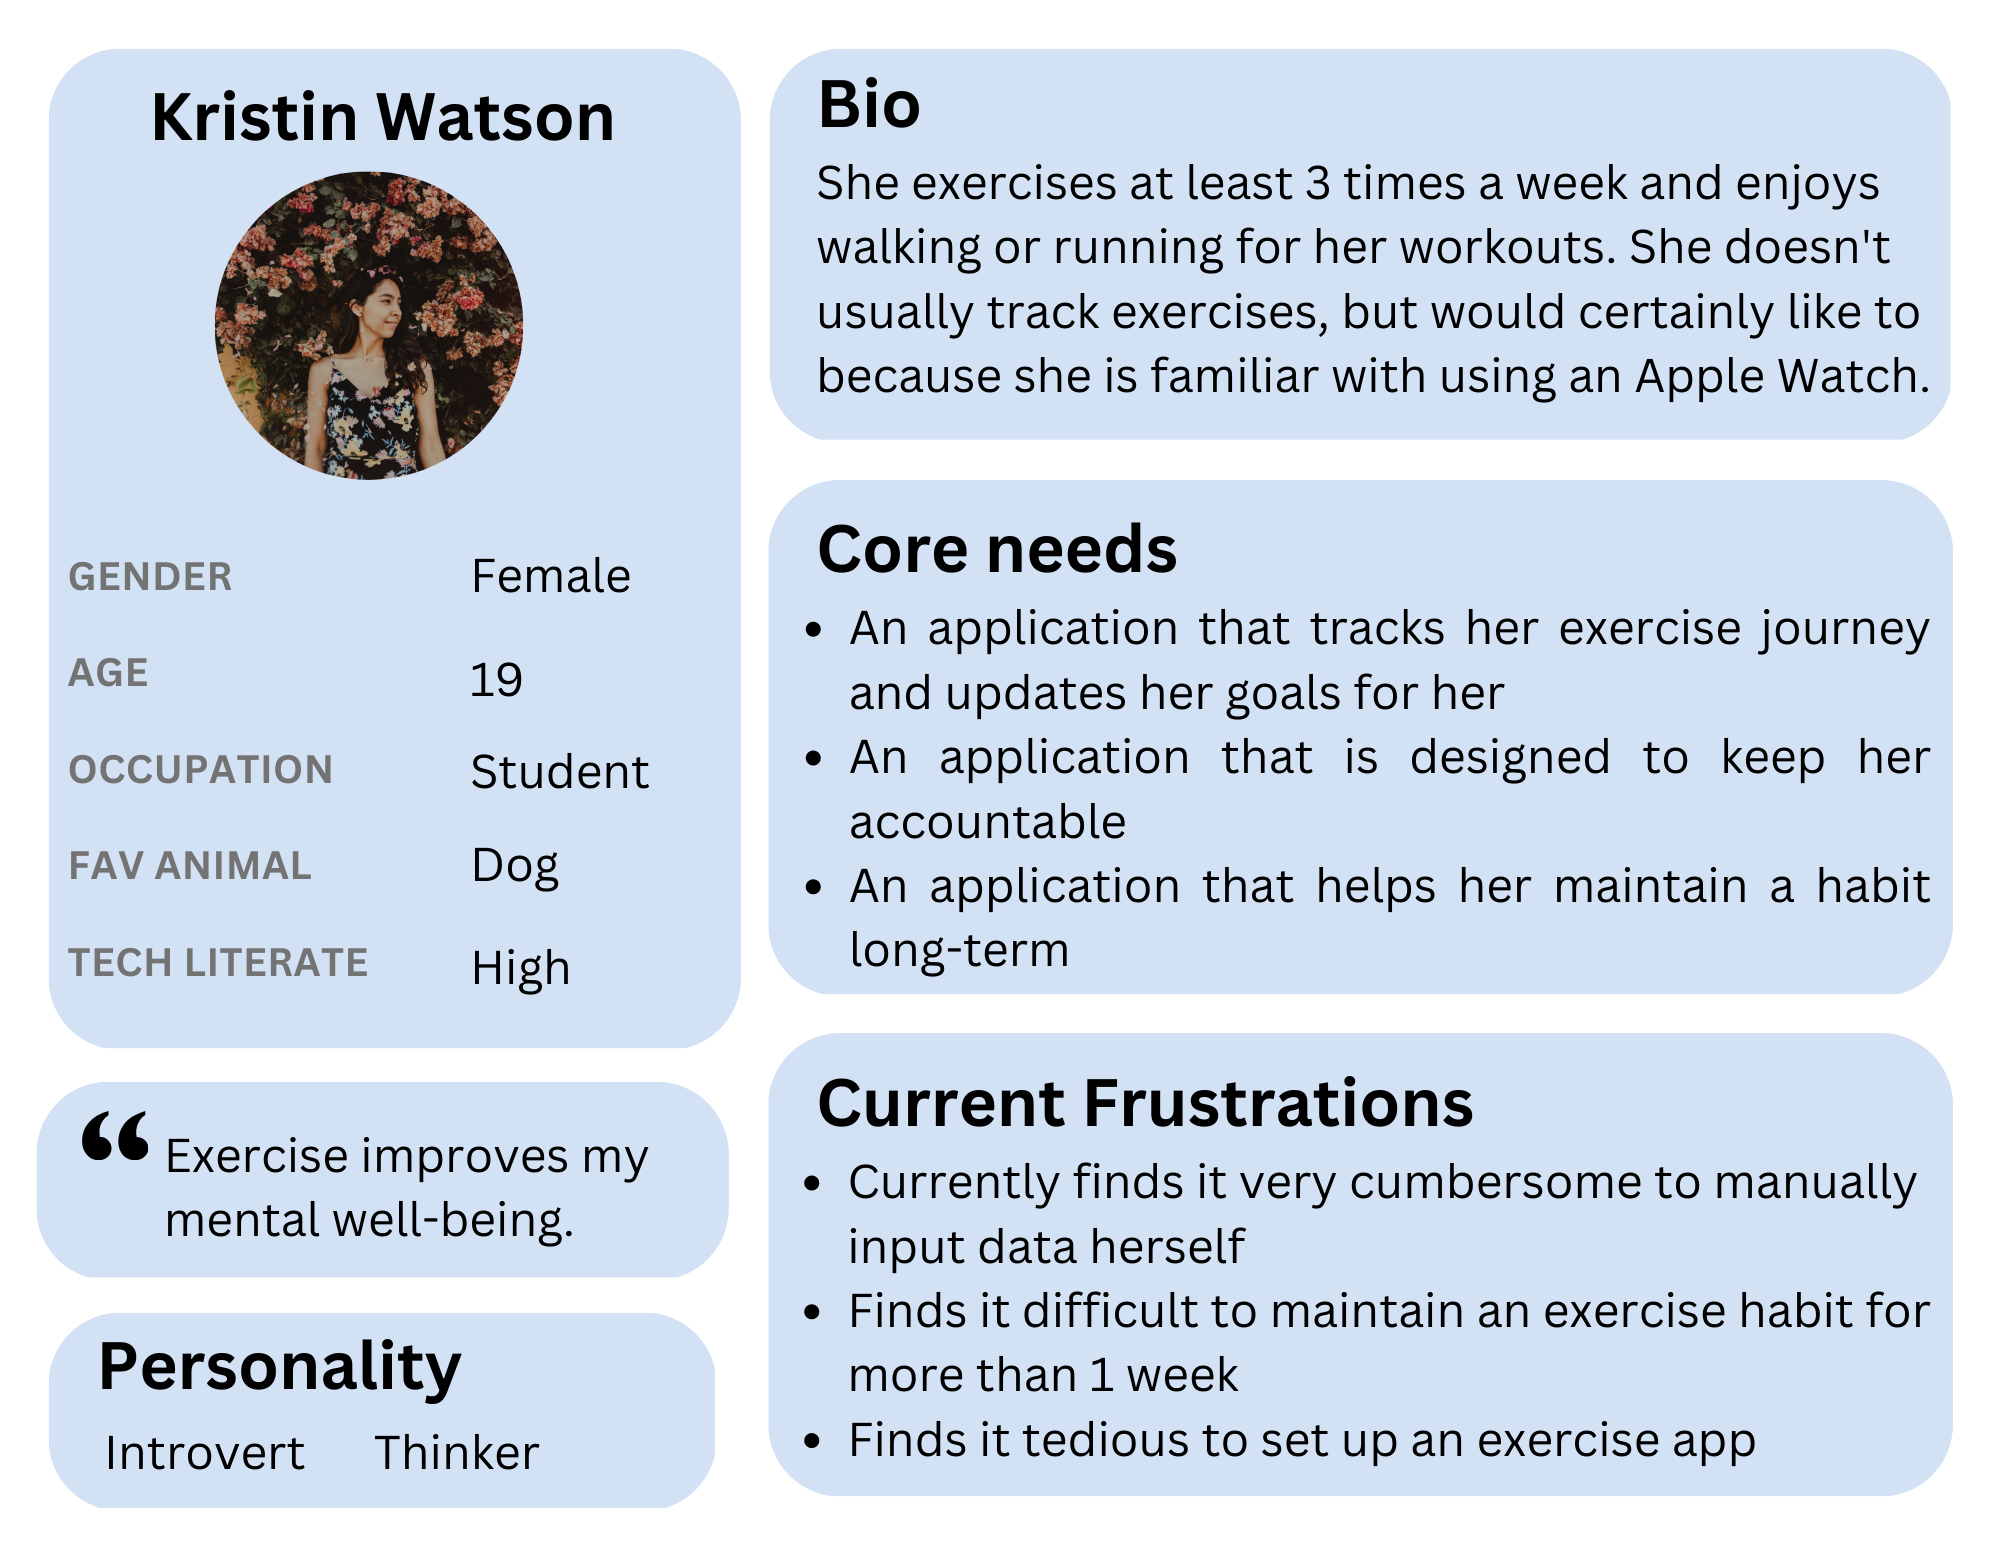 Kristin Watson
GENDER Female
AGE 19
OCCUPATION Student
FAV ANIMAL Dog
TECH LITERATE High
“ Exercise improves my
mental well-being.
Personality
Introvert Thinker
Bio
She exercises at least 3 times a week and enjoys
walking or running for her workouts. She doesn't
usually track exercises, but would certainly like to
because she is familiar with using an Apple Watch.
Core needs
• An application that tracks her exercise journey
and updates her goals for her
• An application that is designed to keep her
accountable
• An application that helps her maintain a habit
long-term
Current Frustrations
• Currently finds it very cumbersome to manually
input data herself
• Finds it difficult to maintain an exercise habit for
more than 1 week
• Finds it tedious to set up an exercise app